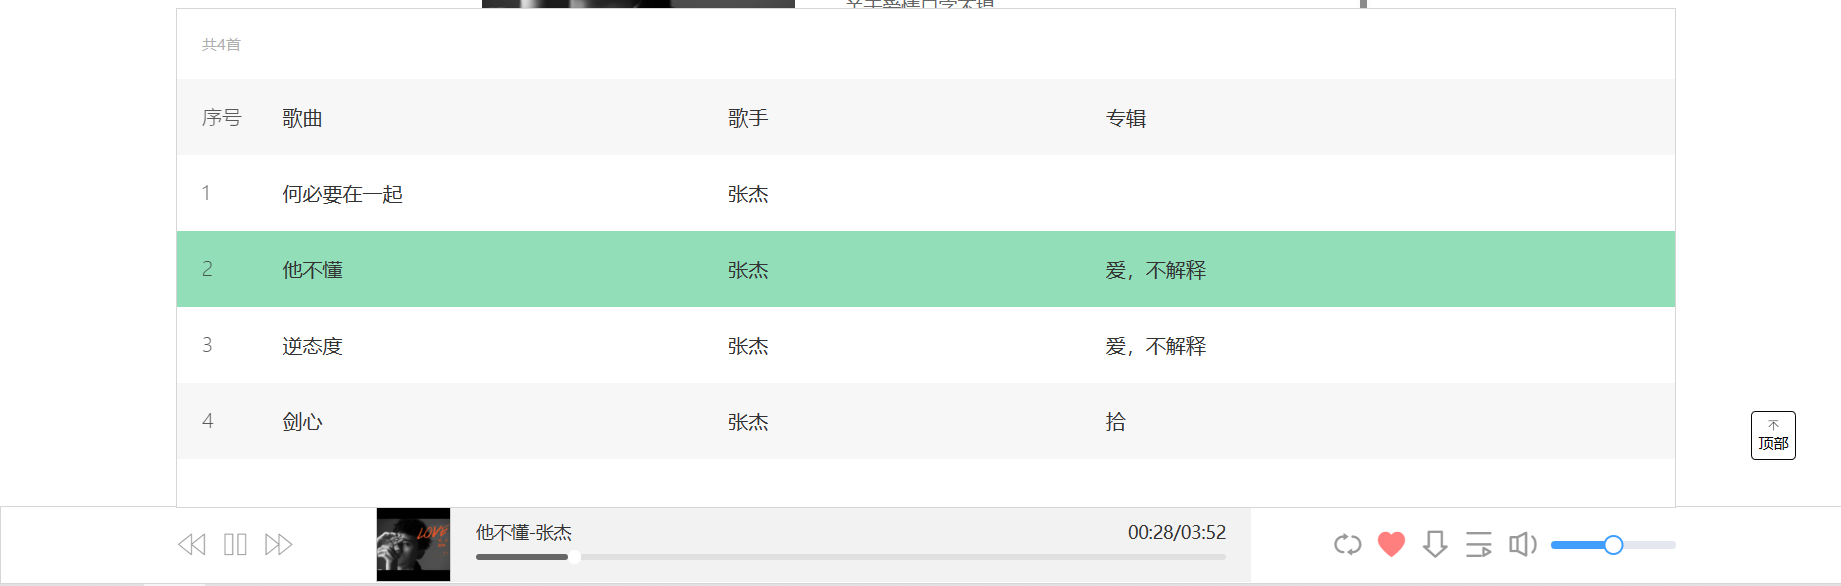 共4首
序号 歌曲 歌手 专辑
1 何必要在一起 张杰
2 他不懂 张杰 爱，不解释
3 逆态度 张杰 爱，不解释
4 剑心 张杰 拾
顶部
他不懂-张杰 00:28/03:52
LOVE